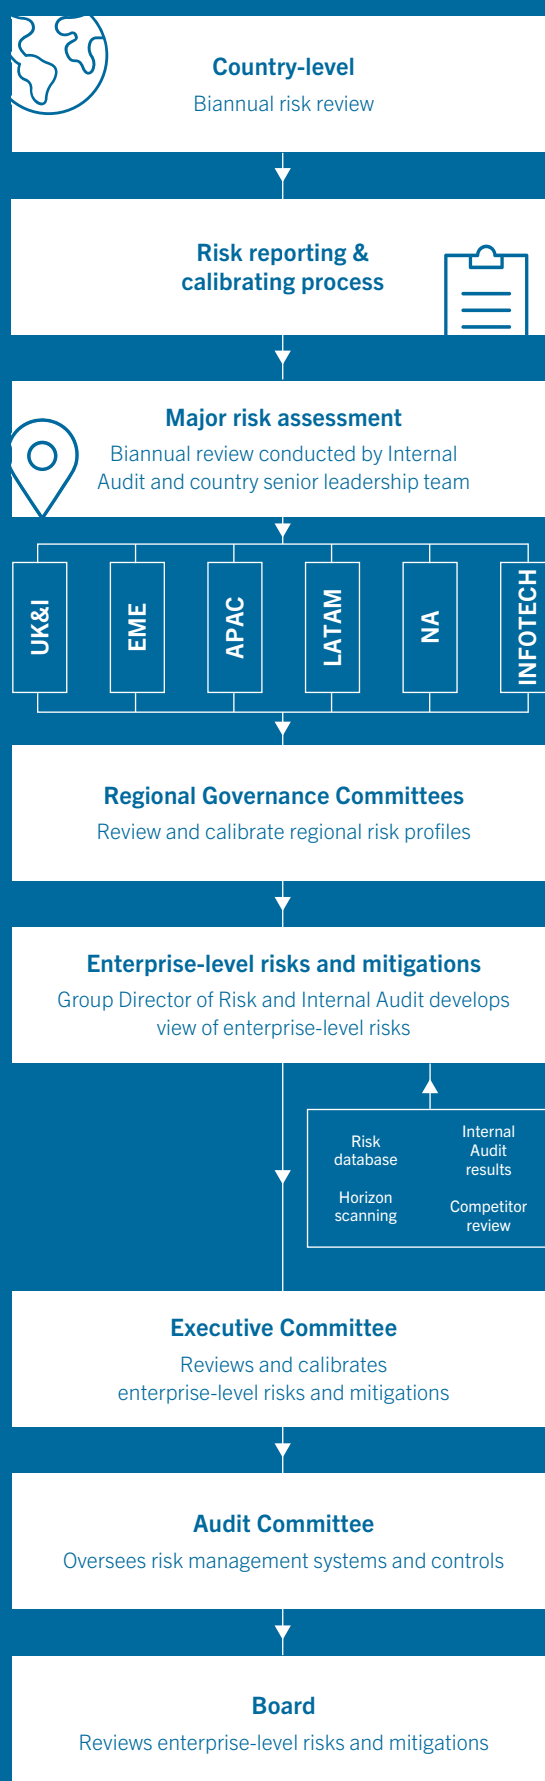 Country-level
Biannual risk review
Risk reporting &
calibrating process
Major risk assessment
Biannual review conducted by Internal
Audit and country senior leadership team
UK&I
EME
APAC
LATAM
NA
INFOTECH
Regional Governance Committees
Review and calibrate regional risk profiles
Enterprise-level risks and mitigations
Group Director of Risk and Internal Audit develops
view of enterprise-level risks
Risk
database
Internal
Audit
results
Horizon
scanning
Competitor
review
Executive Committee
Reviews and calibrates
enterprise-level risks and mitigations
Audit Committee
Oversees risk management systems and controls
Board
Reviews enterprise-level risks and mitigations